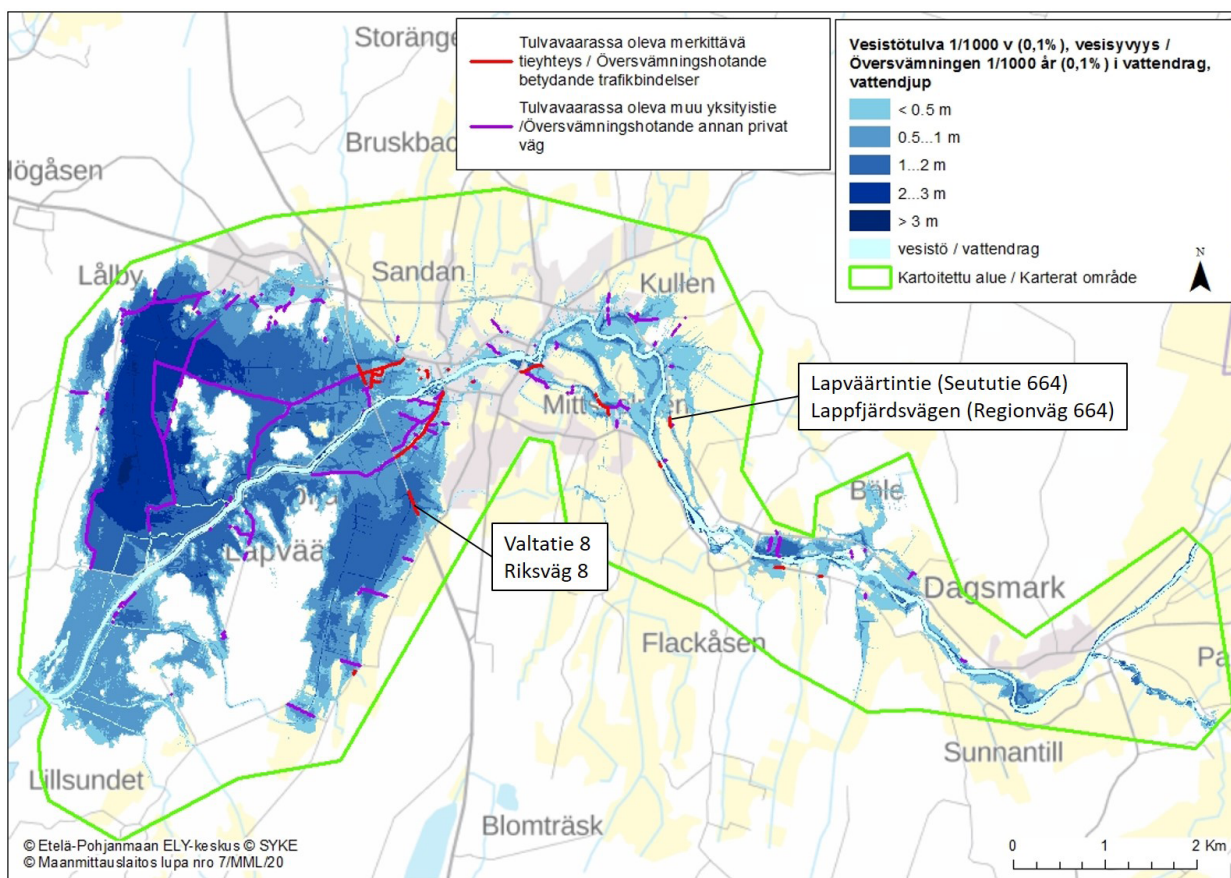 Storänge
Bruskbac
Högåsen
Tulvavaarassa oleva merkittävä
tieyhteys / Översvämningshotande
betydande trafikbindelser
Tulvavaarassa oleva muu yksityistie
/Översvämningshotande annan privat
väg
Vesistötulva 1/1000 v (0,1%), vesisyvyys /
Översvämningen 1/1000 år (0,1%) i vattendrag,
vattendjup
< 0.5 m
0.5...1 m
1...2 m
2...3 m
> 3 m
vesistö / vattendrag
Kartoitettu alue / Karterat område
N
Lålby
Sandan
Kullen
Lapväärtintie (Seututie 664)
Lappfjärdsvägen (Regionväg 664)
Böle
Valtatie 8
Riksväg 8
Dagsmark
Flackåsen
Pa
Sunnantill
Lillsundet
Blomträsk
© Etelä-Pohjanmaan ELY-keskus © SYKE
© Maanmittauslaitos lupa nro 7/MML/20
0 1 2 Km